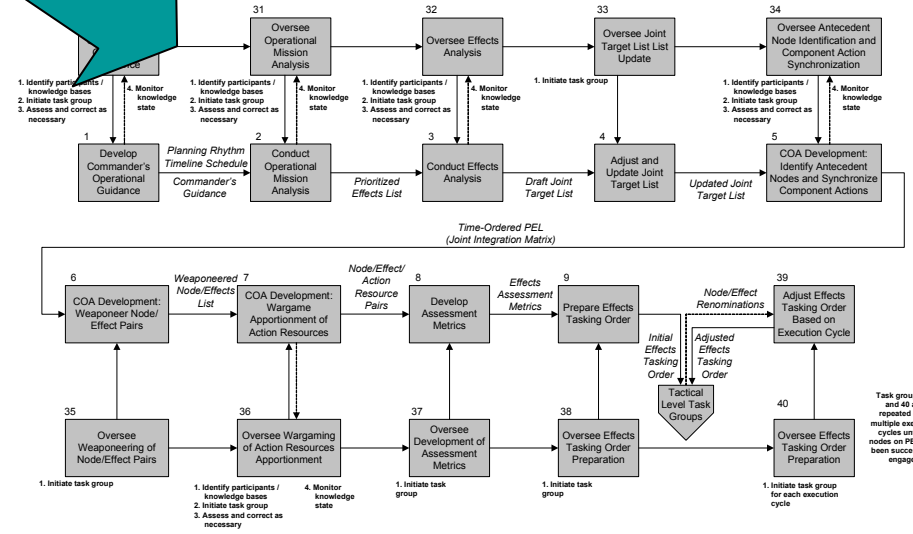 31
32
33
34
Oversee
Operational
Mission
Analysis
Oversee Effects
Analysis
Oversee Joint
Target List List
Update
Oversee Antecedent
Node Identification and
Component Action
Synchronization
1. Identify participants /
knowledge bases
2. Initiate task group
3. Assess and correct as
necessary
4. Monitor
knowledge
state
1. Identify participants /
knowledge bases
2. Initiate task group
3. Assess and correct as
necessary
4. Monitor
knowledge
state
1. Identify participants /
knowledge bases
2. Initiate task group
3. Assess and correct as
necessary
4. Monitor
knowledge
state
1. Initiate task group
1. Identify participants /
knowledge bases
2. Initiate task group
3. Assess and correct as
necessary
4. Monitor
knowledge
state
1
Develop
Commander's
Operational
Guidance
Planning Rhythm
Timeline Schedule
Commander's
Guidance
2
Conduct
Operational
Mission
Analysis
Prioritized
Effects List
3
Conduct Effects
Analysis
Draft Joint
Target List
4
Adjust and
Update Joint
Target List
Updated Joint
Target List
5
COA Development:
Identify Antecedent
Nodes and Synchronize
Component Actions
Time-Ordered PEL
(Joint Integration Matrix)
6
COA Development:
Weaponeer Node/
Effect Pairs
Weaponeered
Node/Effects
List
7
COA Development:
Wargame
Apportionment of
Action Resources
Node/Effect/
Action
Resource
Pairs
8
Develop
Assessment
Metrics
Effects
Assessment
Metrics
9
Prepare Effects
Tasking Order
Node/Effect
Renominations
39
Adjust Effects
Tasking Order
Based on
Execution Cycle
Initial
Effects
Tasking
Order
Adjusted
Effects
Tasking
Order
Tactical
Level Task
Groups
35
Oversee
Weaponeering of
Node/Effect Pairs
1. Initiate task group
36
Oversee Wargaming
of Action Resources
Apportionment
1. Identify participants /
knowledge bases
2. Initiate task group
3. Assess and correct as
necessary
4. Monitor
knowledge
state
37
Oversee
Development of
Assessment
Metrics
1. Initiate task
group
38
Oversee Effects
Tasking Order
Preparation
1. Initiate task
group
40
Oversee Effects
Tasking Order
Preparation
1. Initiate task group
for each execution
cycle
Task
and 40
repeated
multiple
cycles
nodes on
been